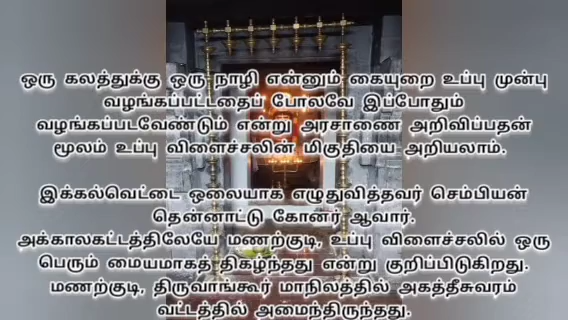 ஒரு கலத்துக்கு ஒரு நாழி என்னும் கையுறை உப்பு முன்பு
வழங்கப்பட்டதைப் போலவே இப்போதும்
வழங்கப்படவேண்டும் என்று அரசாணை அறிவிப்பதன்
மூலம் உப்பு விளைச்சலின் மிகுதியை அறியலாம்.
இக்கல்வெட்டை ஓலையாக எழுதுவித்தவர் செம்பியன்
தென்னாட்டு கோனர் ஆவார்.
அக்காலகட்டத்திலேயே மணற்குடி, உப்பு விளைச்சலில் ஒரு
பெரும் மையமாகத் திகழ்ந்தது என்று குறிப்பிடுகிறது.
மணற்குடி, திருவாங்கூர் மாநிலத்தில் அகத்தீசுவரம்
வட்டத்தில் அமைந்திருந்தது.